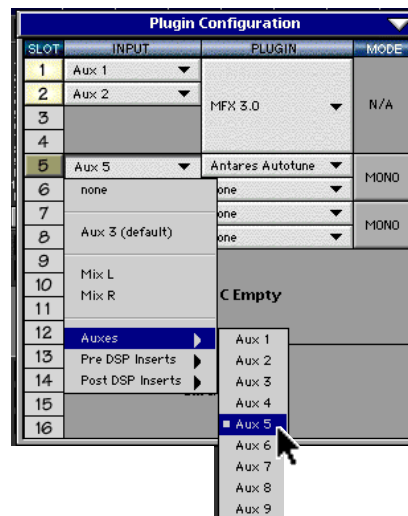 Plugin Configuration
SLOT INPUT PLUGIN MODE
1 Aux 1
2 Aux 2
MFX 3.0 N/A
3
4
5 Aux 5 Antares Autotune
MONO
6 none one
7 one
MONO
8 Aux 3 (default) one
9
Mix L
10
Mix R C Empty
11
12 Auxes Aux 1
13 Pre DSP Inserts Aux 2
14 Post DSP Inserts Aux 3
15 Aux 4
16 Aux 5
Aux 6
Aux 7
Aux 8
Aux 9